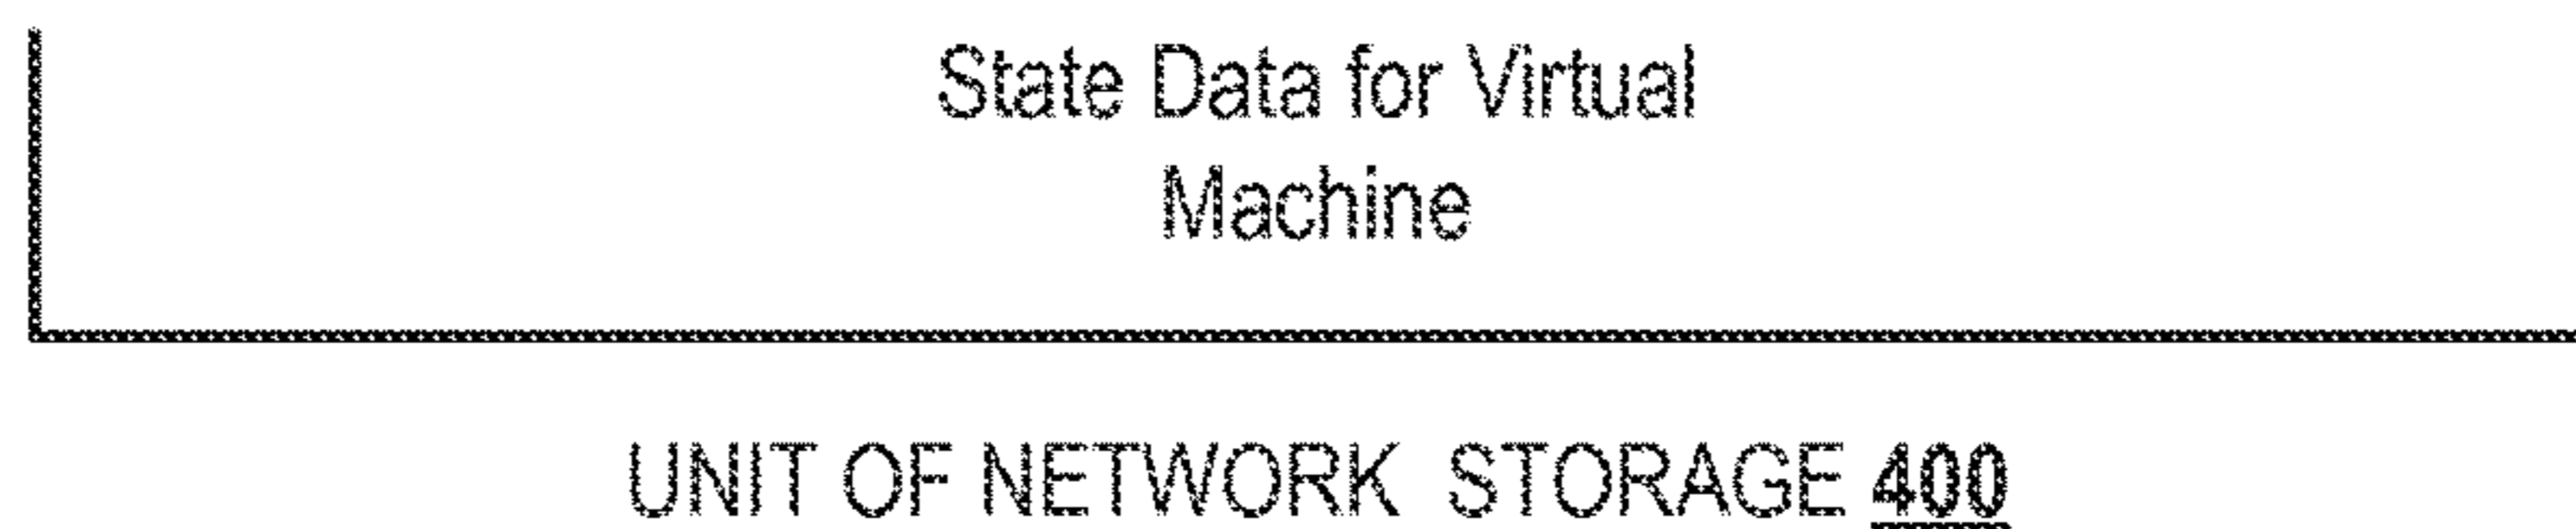 State Data for Virtual
Machine
UNIT OF NETWORK STORAGE 400